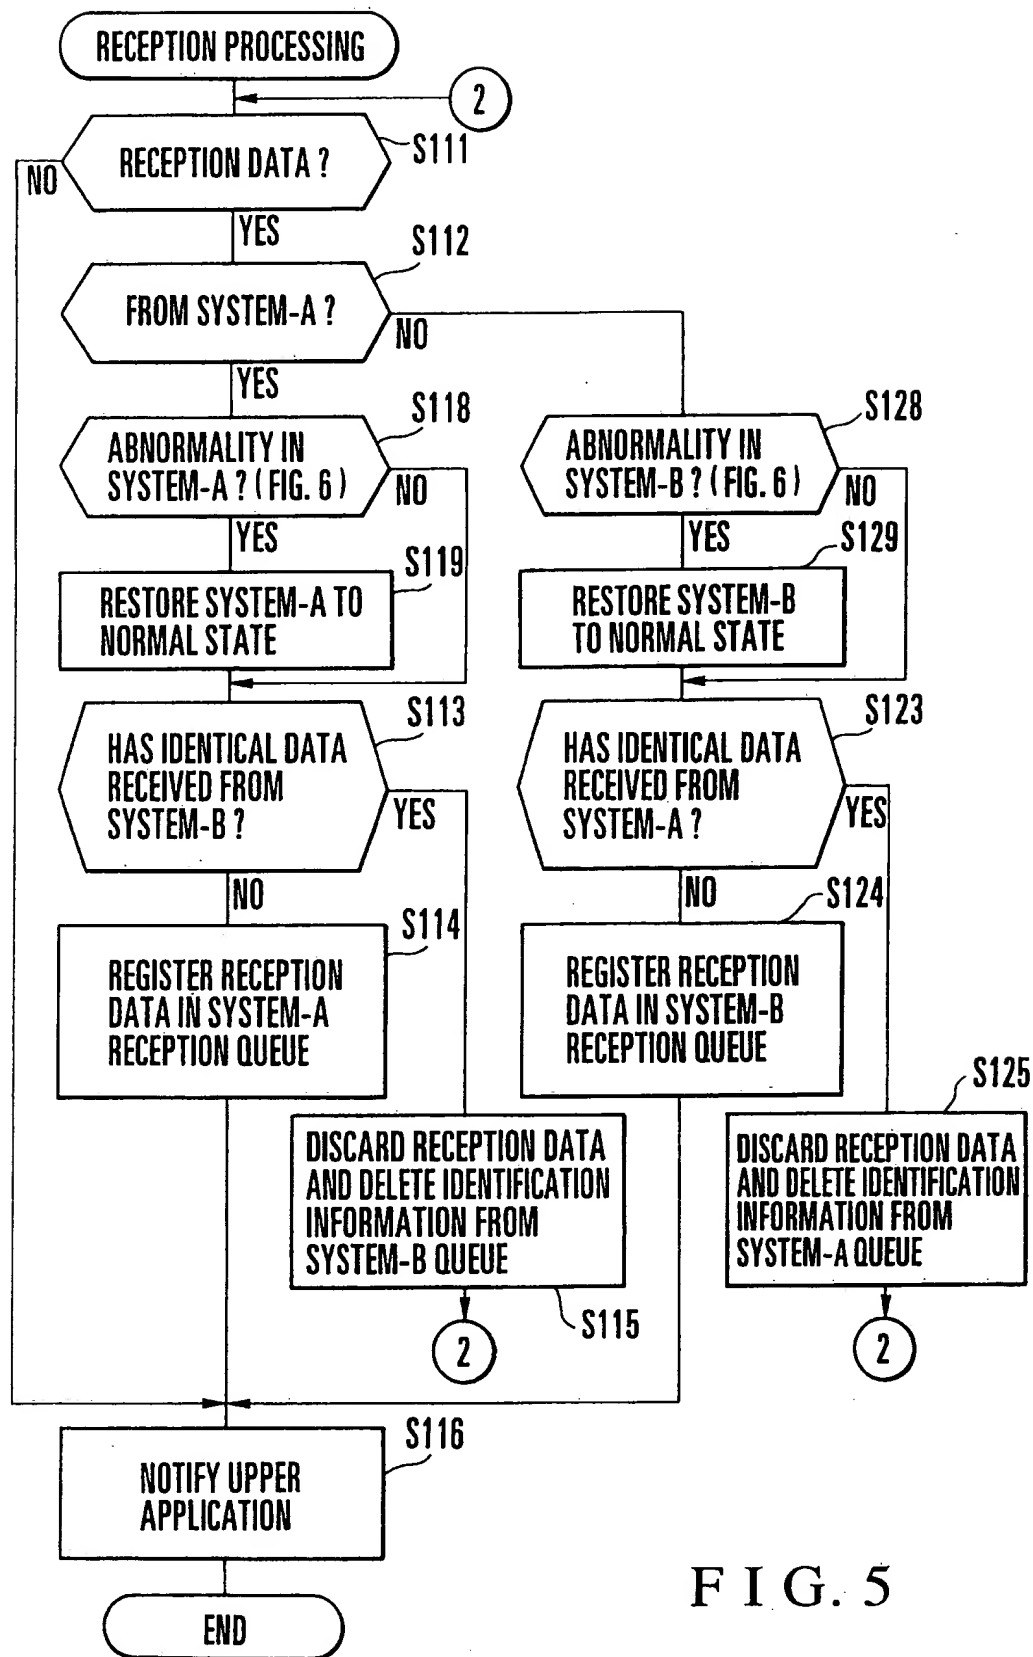 RECEPTION PROCESSING
2
RECEPTION DATA ?
S111
NO
YES
S112
FROM SYSTEM-A ?
NO
YES
S118
ABNORMALITY IN
SYSTEM-A ? (FIG. 6)
NO
YES
S119
RESTORE SYSTEM-A TO
NORMAL STATE
S113
HAS IDENTICAL DATA
RECEIVED FROM
SYSTEM-B ?
YES
NO
S114
REGISTER RECEPTION
DATA IN SYSTEM-A
RECEPTION QUEUE
DISCARD RECEPTION DATA
AND DELETE IDENTIFICATION
INFORMATION FROM
SYSTEM-B QUEUE
S115
2
S128
ABNORMALITY IN
SYSTEM-B ? (FIG. 6)
NO
YES
S129
RESTORE SYSTEM-B
TO NORMAL STATE
S123
HAS IDENTICAL DATA
RECEIVED FROM
SYSTEM-A ?
YES
NO
S124
REGISTER RECEPTION
DATA IN SYSTEM-B
RECEPTION QUEUE
S125
DISCARD RECEPTION DATA
AND DELETE IDENTIFICATION
INFORMATION FROM
SYSTEM-A QUEUE
2
S116
NOTIFY UPPER
APPLICATION
END
FIG. 5